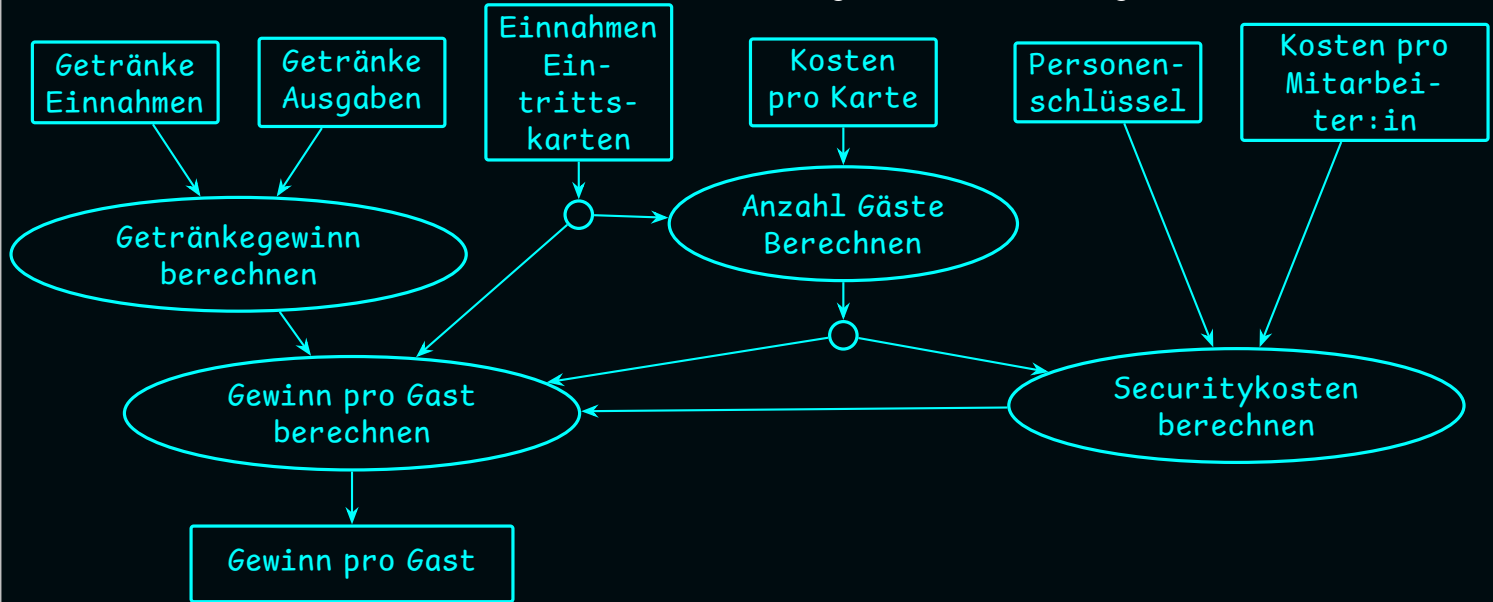 Getränke
Einnahmen
Getränke
Ausgaben
Einnahmen
Ein-
tritts-
karten
Kosten
pro Karte
Personen-
schlüssel
Kosten pro
Mitarbei-
ter:in
Getränkegewinn
berechnen
Anzahl Gäste
Berechnen
Gewinn pro Gast
berechnen
Securitykosten
berechnen
Gewinn pro Gast